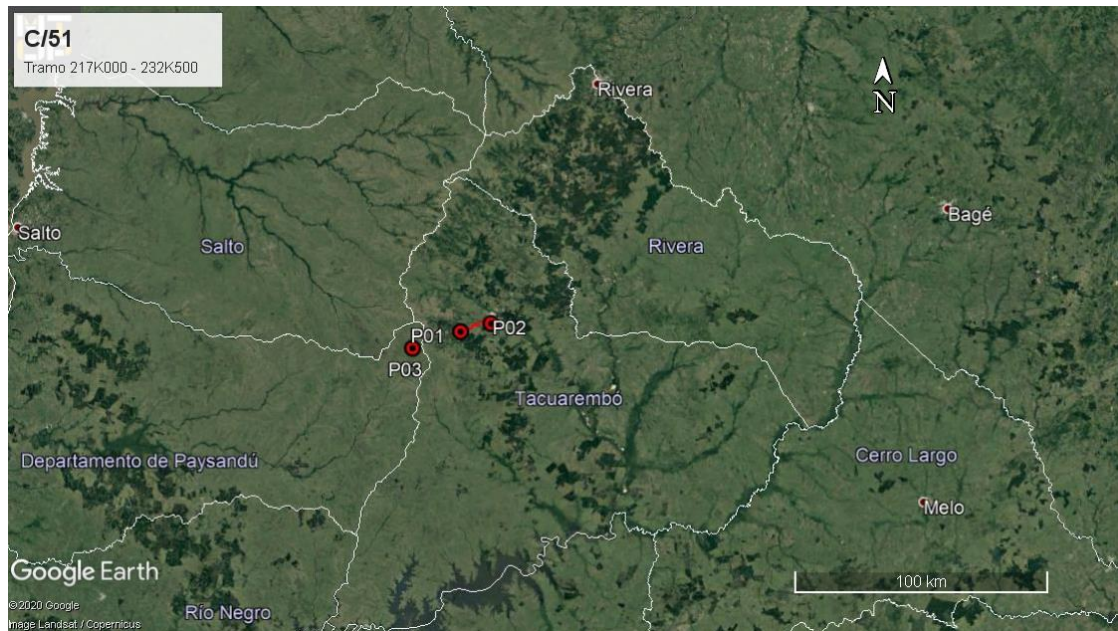 C/51
Tramo 217K000 - 232K500
N
Rivera
Bagé
Salto
Salto
Rivera
P01
P02
P03
Tacuarembó
Departamento de Paysandú
Cerro Largo
Melo
Google Earth
100 km
©2020 Google
Image Landsat / Copernicus
Río Negro